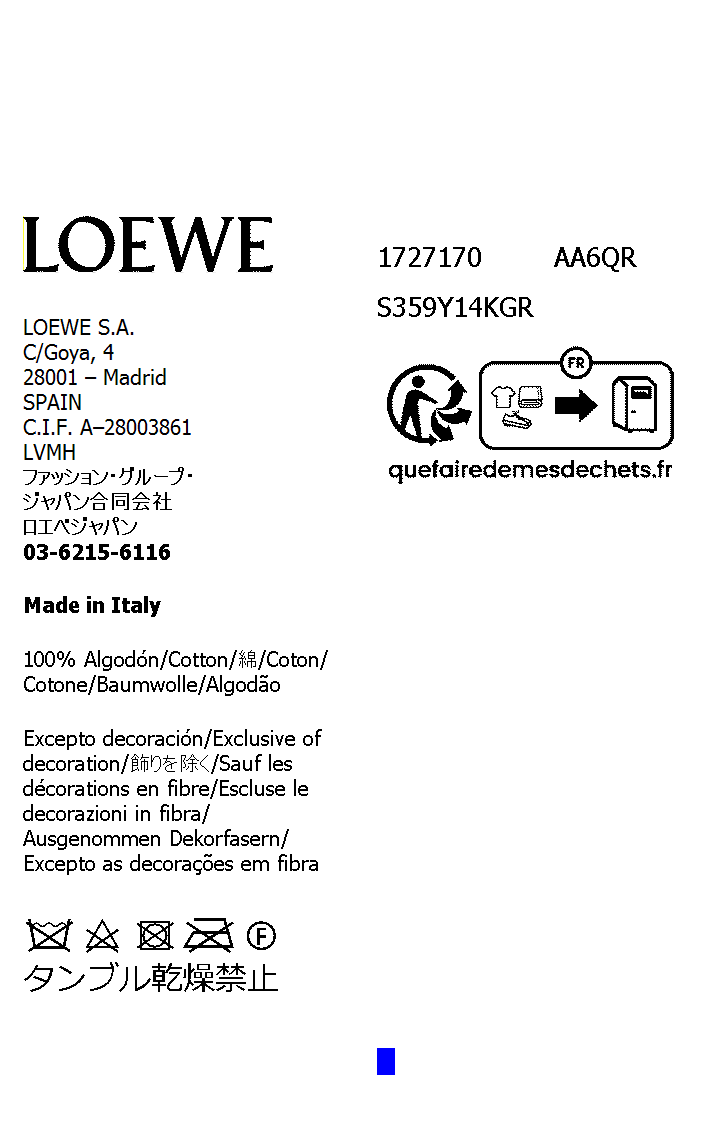 LOEWE
LOEWE S.A.
C/Goya, 4
28001 – Madrid
SPAIN
C.I.F. A–28003861
LVMH
ファッション・グループ・
ジャパン合同会社
ロエベジャパン
03-6215-6116
Made in Italy
100% Algodón/Cotton/綿/Coton/
Cotone/Baumwolle/Algodão
Excepto decoración/Exclusive of
decoration/飾りを除く/Sauf les
décorations en fibre/Escluse le
decorazioni in fibra/
Ausgenommen Dekorfasern/
Excepto as decorações em fibra
F
タンブル乾燥禁止
1727170 AA6QR
S359Y14KGR
FR
quefairedemesdechets.fr